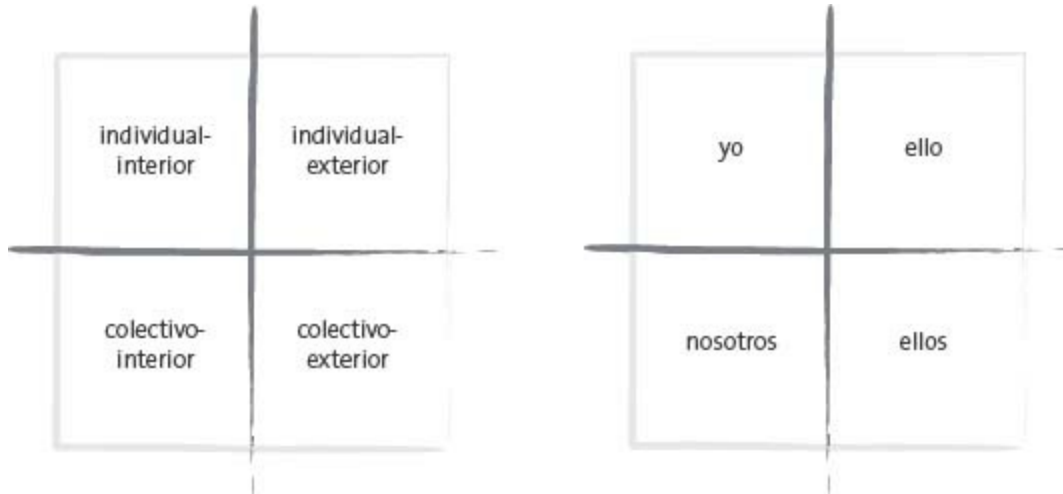 individual-
interior
individual-
exterior
colectivo-
interior
colectivo-
exterior
yo
ello
nosotros
ellos